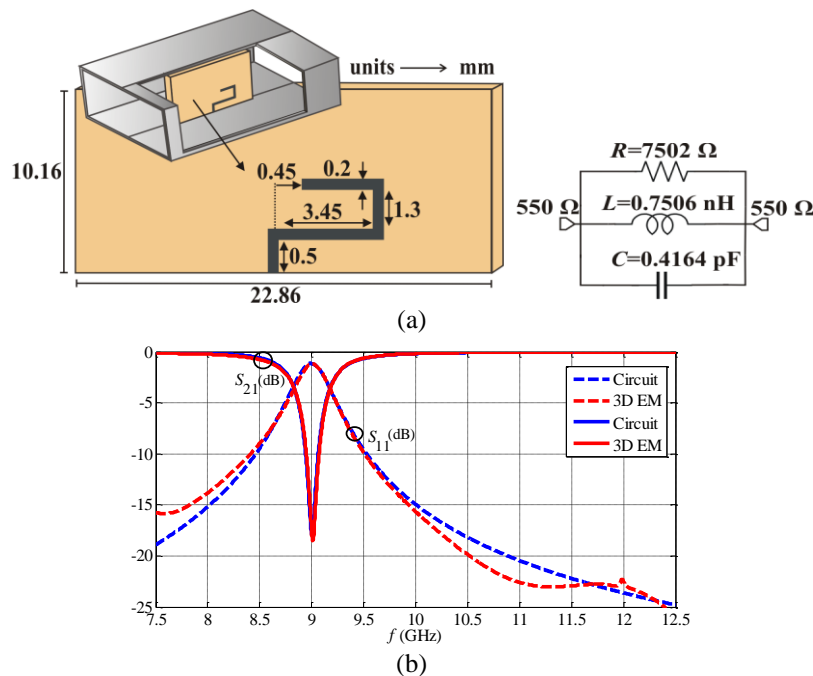 units → mm
10.16
0.45
0.2
3.45
1.3
0.5
22.86
R=7502 Ω
550 Ω
L=0.7506 nH
550 Ω
C=0.4164 pF
(a)
0
-5
-10
-15
-20
-25
S21(dB)
S11(dB)
Circuit
3D EM
Circuit
3D EM
7.5 8 8.5 9 9.5 10 10.5 11 11.5 12 12.5
f (GHz)
(b)